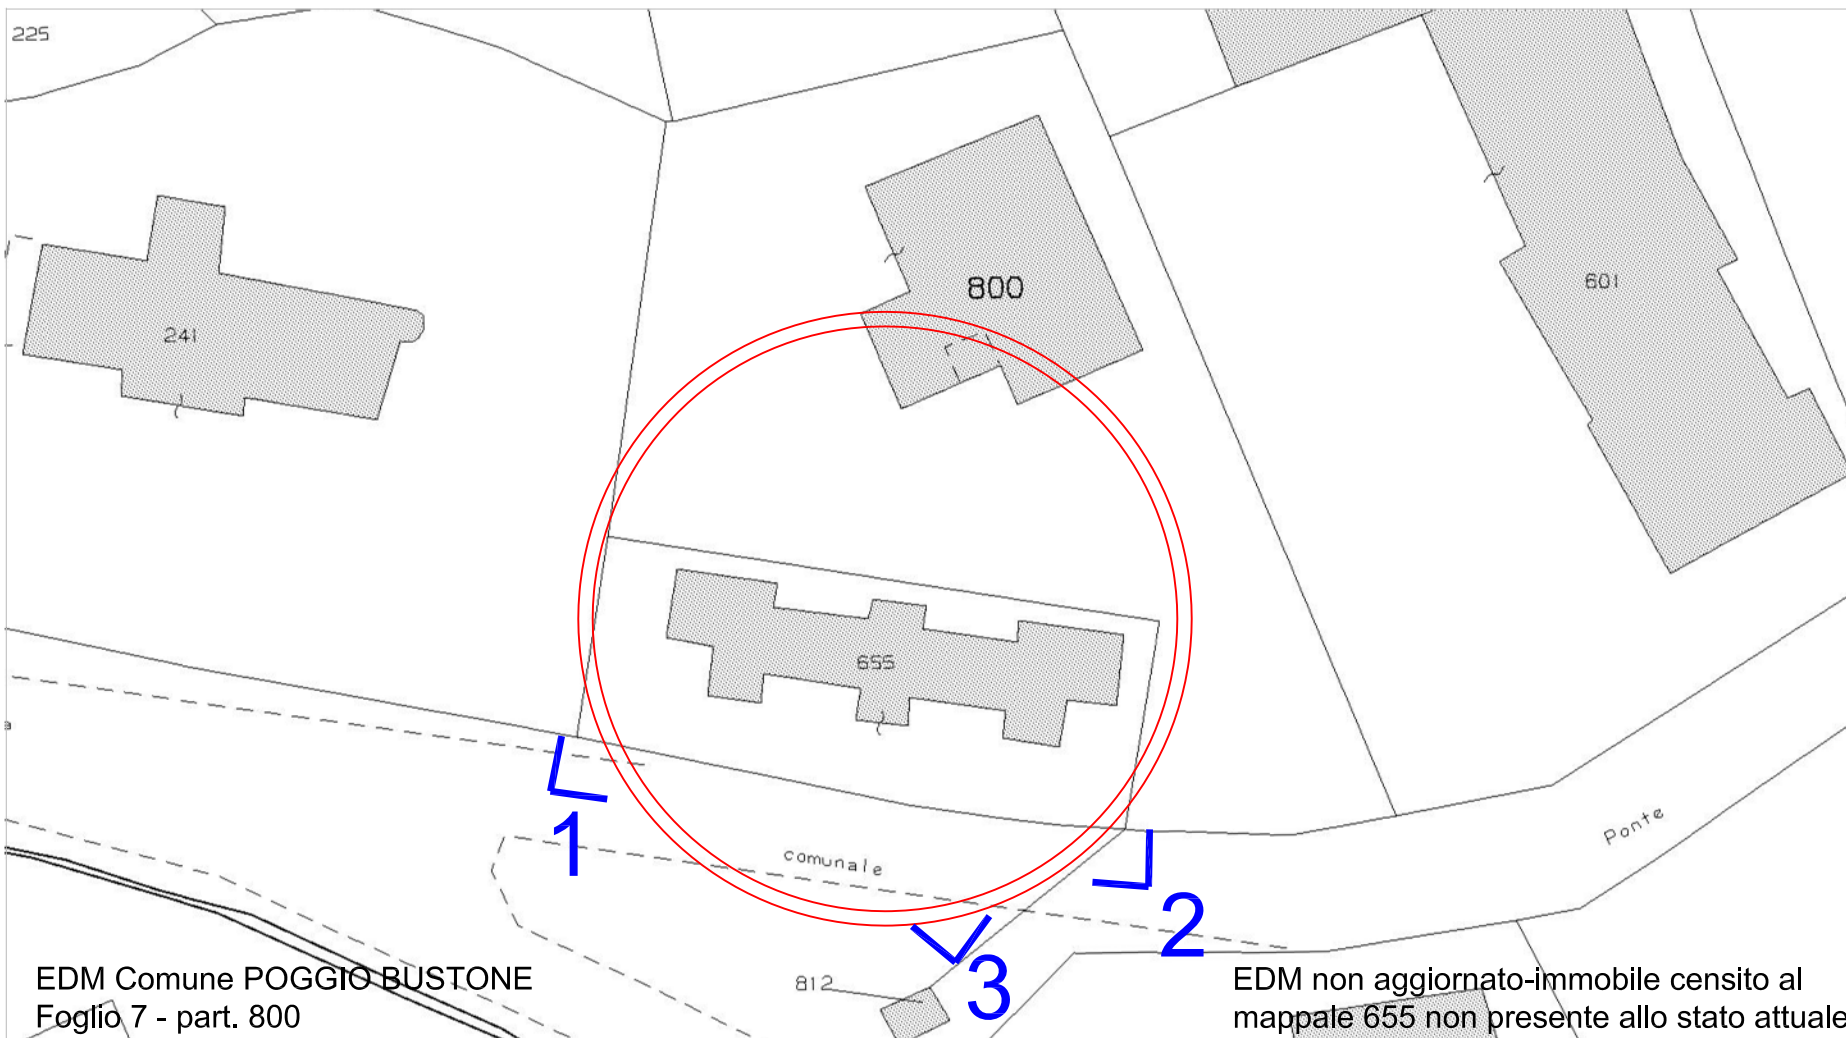 225
800
601
241
655
1
comunale
Ponte
2
812
3
EDM Comune POGGIO BUSTONE
Foglio 7 - part. 800
EDM non aggiornato-immobile censito al
mappale 655 non presente allo stato attuale